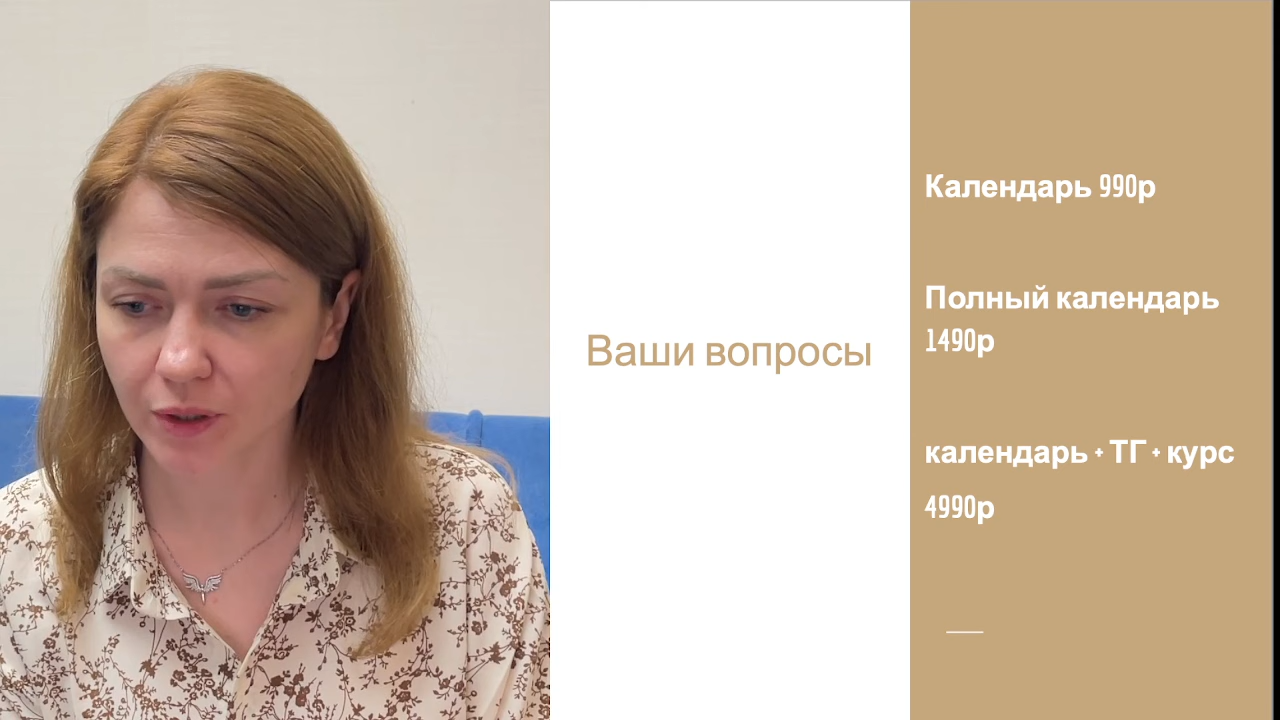 Ваши вопросы
Календарь 990р
Полный календарь
1490р
календарь + ТГ + курс
4990р